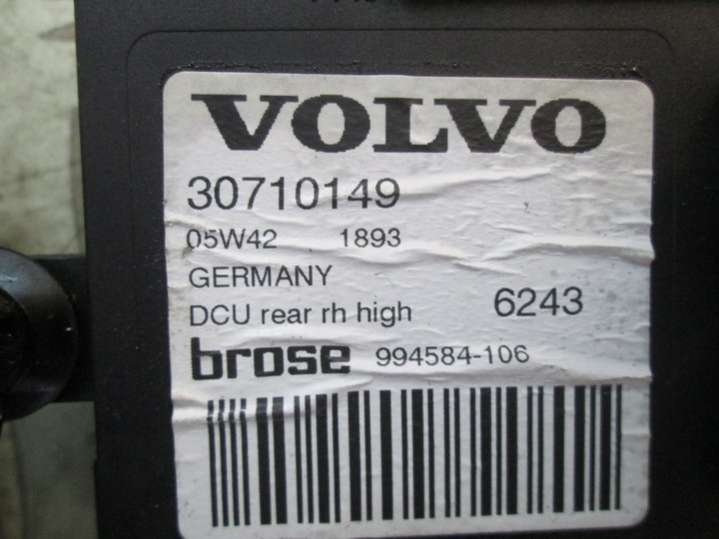 VOLVO
30710149
05W42 1893
GERMANY
DCU rear rh high 6243
brose 994584-106